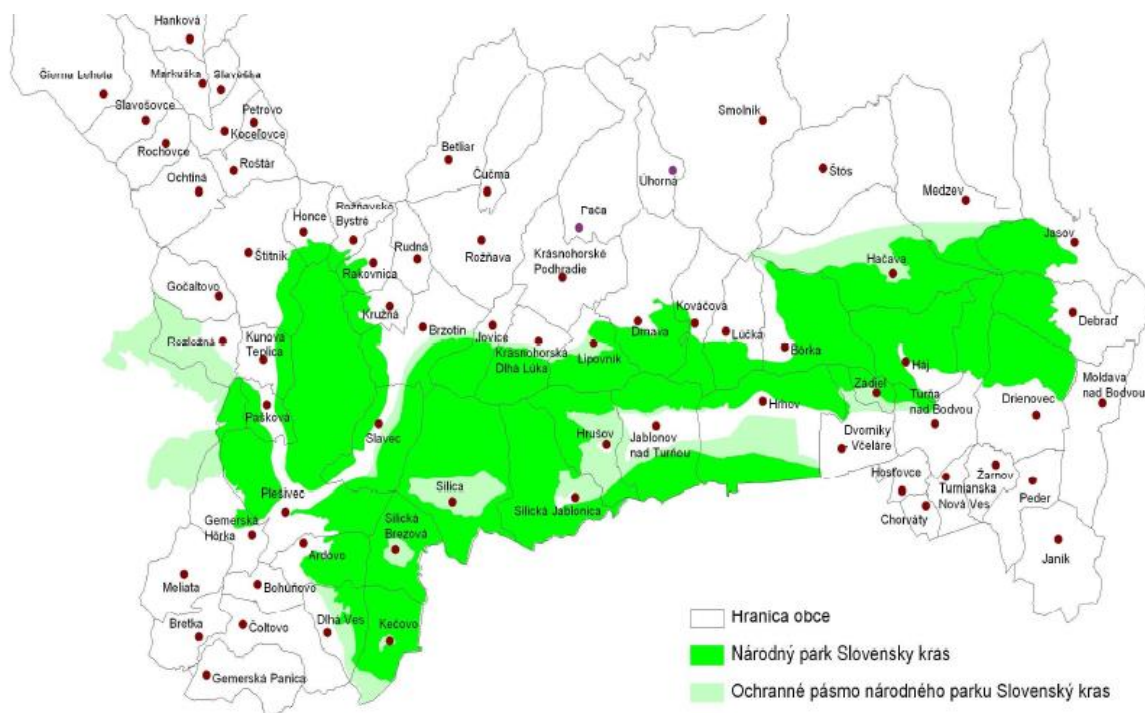 Hanková
Čierna Lehota
Markuška
Slavoška
Slavošovce
Petrovo
Koceľovce
Rochovce
Roštár
Ochtiná
Betliar
Čučma
Smolník
Úhorná
Štós
Medzev
Pača
Honce
Rožňavské
Bystré
Rudná
Rožňava
Krásnohorské
Podhradie
Štítnik
Rakovnica
Hačava
Jasov
Gočaltovo
Kružná
Brzotín
Jovice
Krásnohorská
Dlhá Lúka
Lipovník
Drnava
Kováčová
Lúčka
Bôrka
Debraď
Rozložná
Kunova
Teplica
Háj
Moldava
nad Bodvou
Zádiel
Turňa
nad Bodvou
Drienovec
Pašková
Slavec
Hrhov
Hrušov
Jablonov
nad Turňou
Dvorníky
Včeláre
Plešivec
Silica
Silická Jablonica
Hosťovce
Žarnov
Turnianska
Nová Ves
Peder
Chorváty
Gemerská
Hôrka
Silická
Brezová
Ardovo
Janík
Meliata
Bohúňovo
Bretka
Čoltovo
Dlhá Ves
Kečovo
Gemerská Panica
Hranica obce
Národný park Slovensky kras
Ochranné pásmo národného parku Slovenský kras